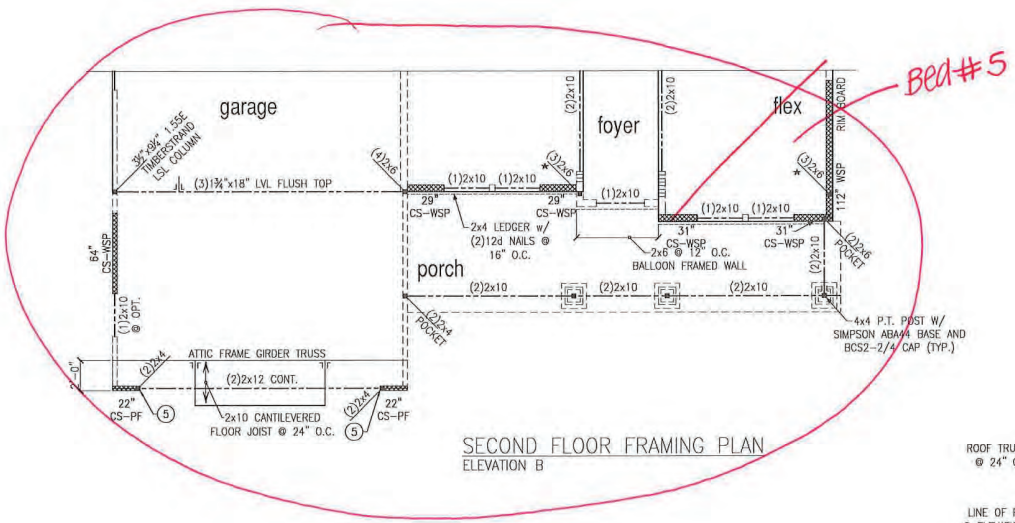 Bed #5
garage
foyer
flex
3½"x9¼" 1.55E
TIMBERSTRAND
LSL COLUMN
(3)1¾"x18" LVL FLUSH TOP
(4)2x6
(1)2x10 (1)2x10
29"
CS-WSP
29"
CS-WSP
2x4 LEDGER w/
(2)12d NAILS @
16" O.C.
(3)2x6
*
(2)2x10
(2)2x10
(1)2x10
(1)2x10 (1)2x10
31"
CS-WSP
31"
CS-WSP
2x6 @ 12" O.C.
BALLOON FRAMED WALL
RIM BOARD
(3)2x6
*
112" WSP
(2)2x6
POCKET
(2)2x10
porch
(2)2x10 (2)2x10 (2)2x10
(2)2x4
POCKET
4x4 P.T. POST W/
SIMPSON ABA44 BASE AND
BCS2-2/4 CAP (TYP.)
64"
CS-WSP
(1)2x10
@ OPT.
ATTIC FRAME GIRDER TRUSS
2'-0"
(2)2x4
(2)2x12 CONT.
(2)2x4
22"
CS-PF
5
2x10 CANTILEVERED
FLOOR JOIST @ 24" O.C.
5
22"
CS-PF
SECOND FLOOR FRAMING PLAN
ELEVATION B
ROOF TRU
@ 24"
LINE OF